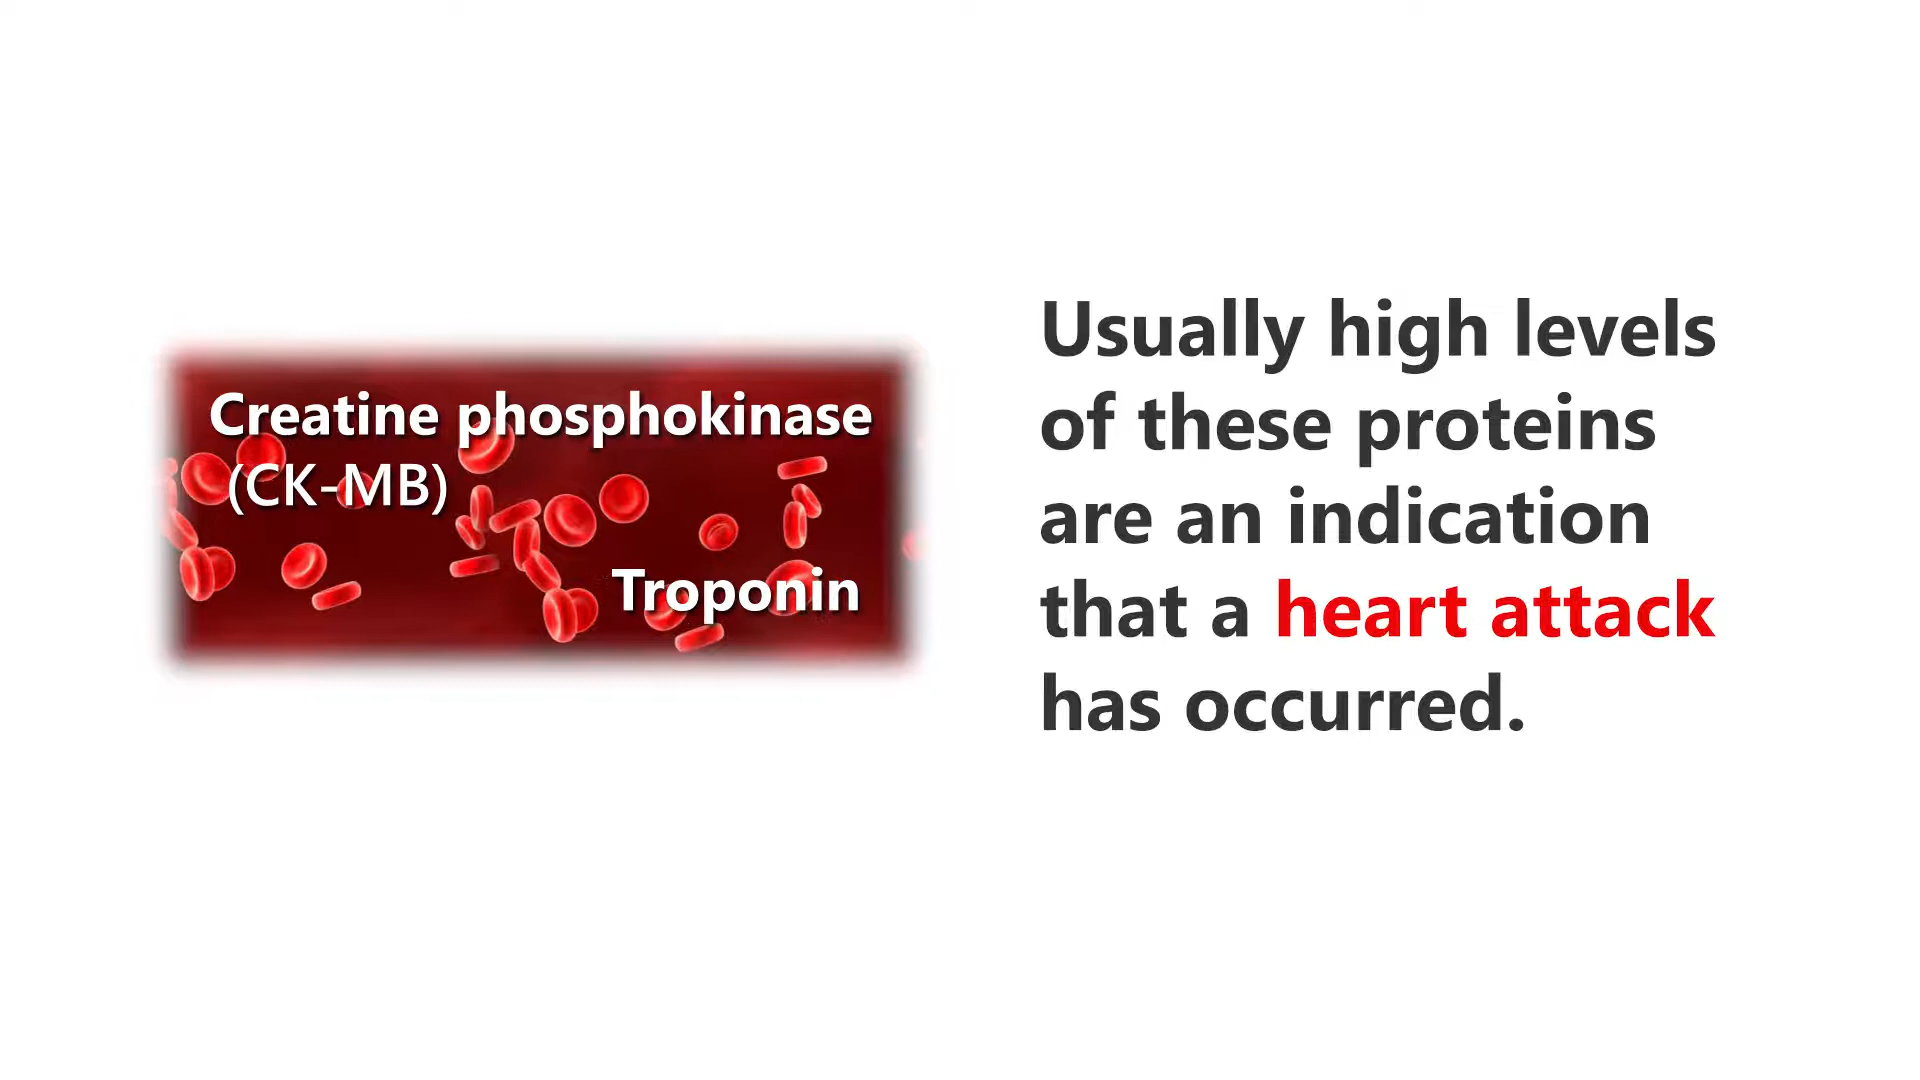 Creatine phosphokinase
(CK-MB)
Troponin
Usually high levels
of these proteins
are an indication
that a heart attack
has occurred.